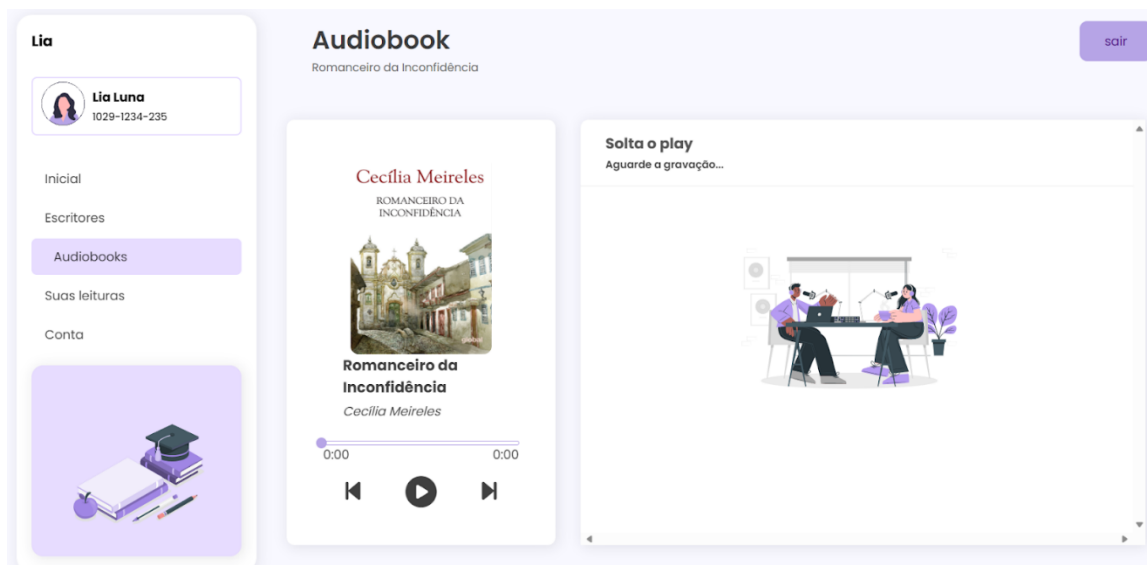 Lia
Lia Luna
1029-1234-235
Inicial
Escritores
Audiobooks
Suas leituras
Conta
Audiobook
Romanceiro da Inconfidência
sair
Cecília Meireles
ROMANCEIRO DA
INCONFIDÊNCIA
global
Romanceiro da
Inconfidência
Cecília Meireles
0:00
0:00
Solta o play
Aguarde a gravação...